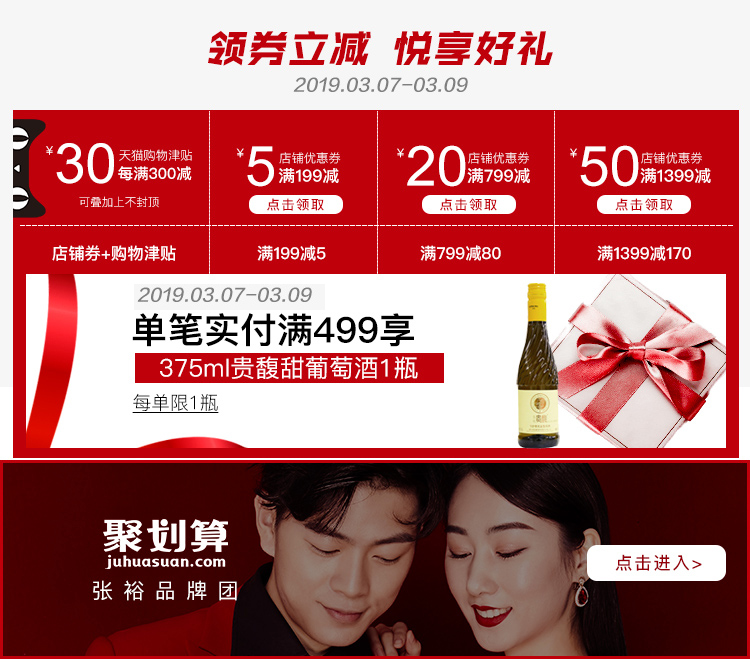 领券立减 悦享好礼
2019.03.07-03.09
¥30 天猫购物津贴
每满300减
可叠加上不封顶
¥5 店铺优惠券
满199减
点击领取
¥20 店铺优惠券
满799减
点击领取
¥50 店铺优惠券
满1399减
点击领取
店铺券+购物津贴 满199减5 满799减80 满1399减170
2019.03.07-03.09
单笔实付满499享
375ml贵馥甜葡萄酒1瓶
每单限1瓶
聚划算
juhuasuan.com
张裕品牌团
点击进入>